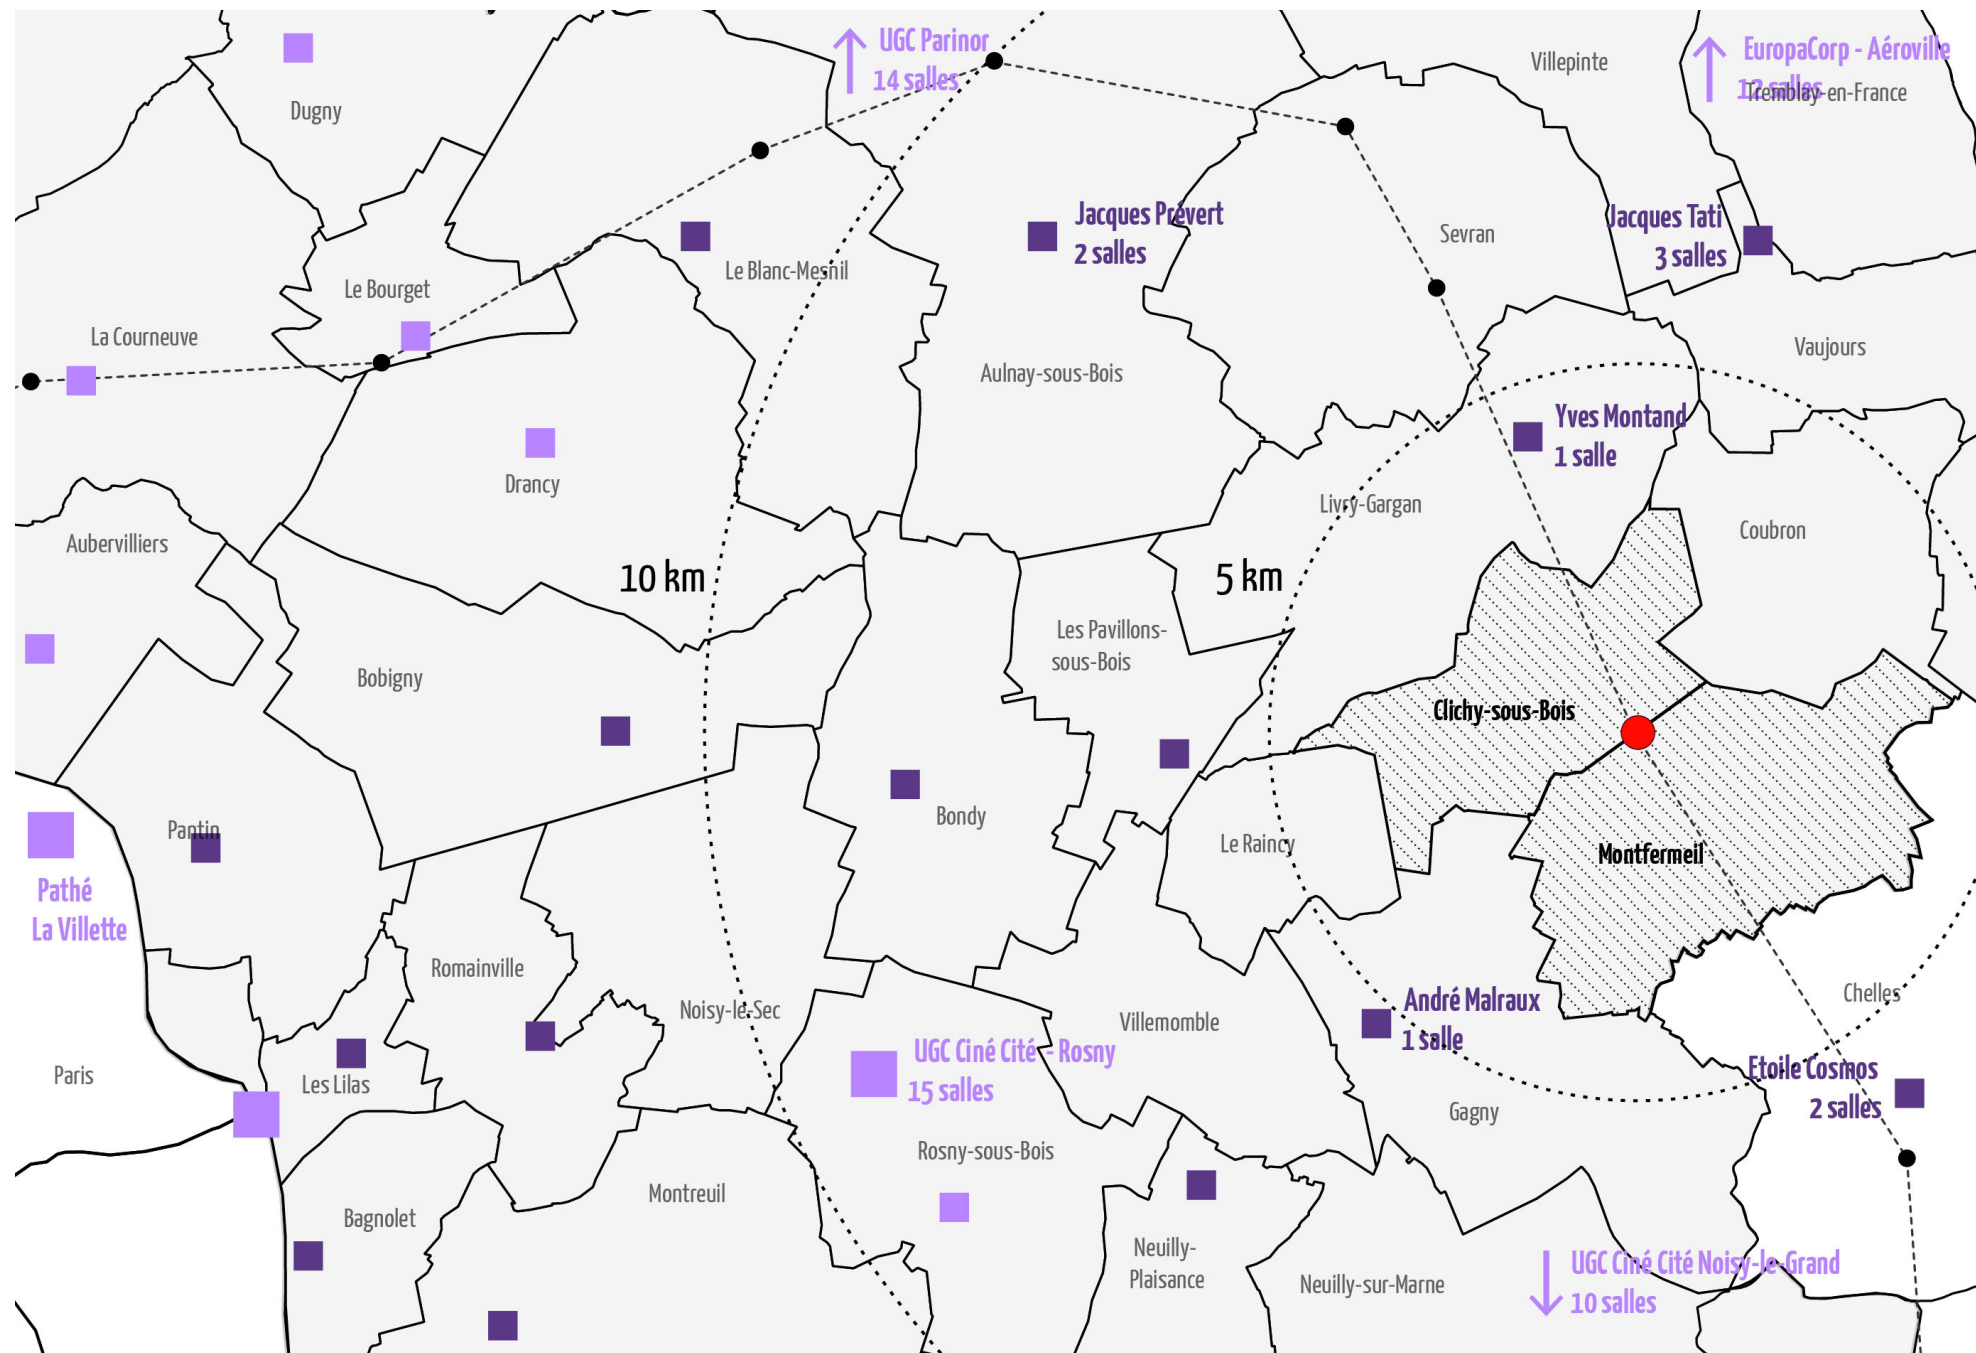 UGC Parinor
14 salles
Villepinte
EuropaCorp - Aéroville
12 salles
Tremblay-en-France
Dugny
Jacques Prévert
2 salles
Sevran
Jacques Tati
3 salles
Le Blanc-Mesnil
Le Bourget
La Courneuve
Vaujours
Aulnay-sous-Bois
Yves Montand
1 salle
Drancy
Livry-Gargan
Coubron
Aubervilliers
10 km
5 km
Les Pavillons-
sous-Bois
Bobigny
Clichy-sous-Bois
Pantin
Bondy
Le Raincy
Montfermeil
Pathé
La Villette
Romainville
Noisy-le-Sec
Villemomble
André Malraux
1 salle
Chelles
UGC Ciné Cité - Rosny
15 salles
Paris
Les Lilas
Etoile Cosmos
2 salles
Gagny
Rosny-sous-Bois
Montreuil
Bagnolet
Neuilly-
Plaisance
Neuilly-sur-Marne
UGC Ciné Cité Noisy-le-Grand
10 salles